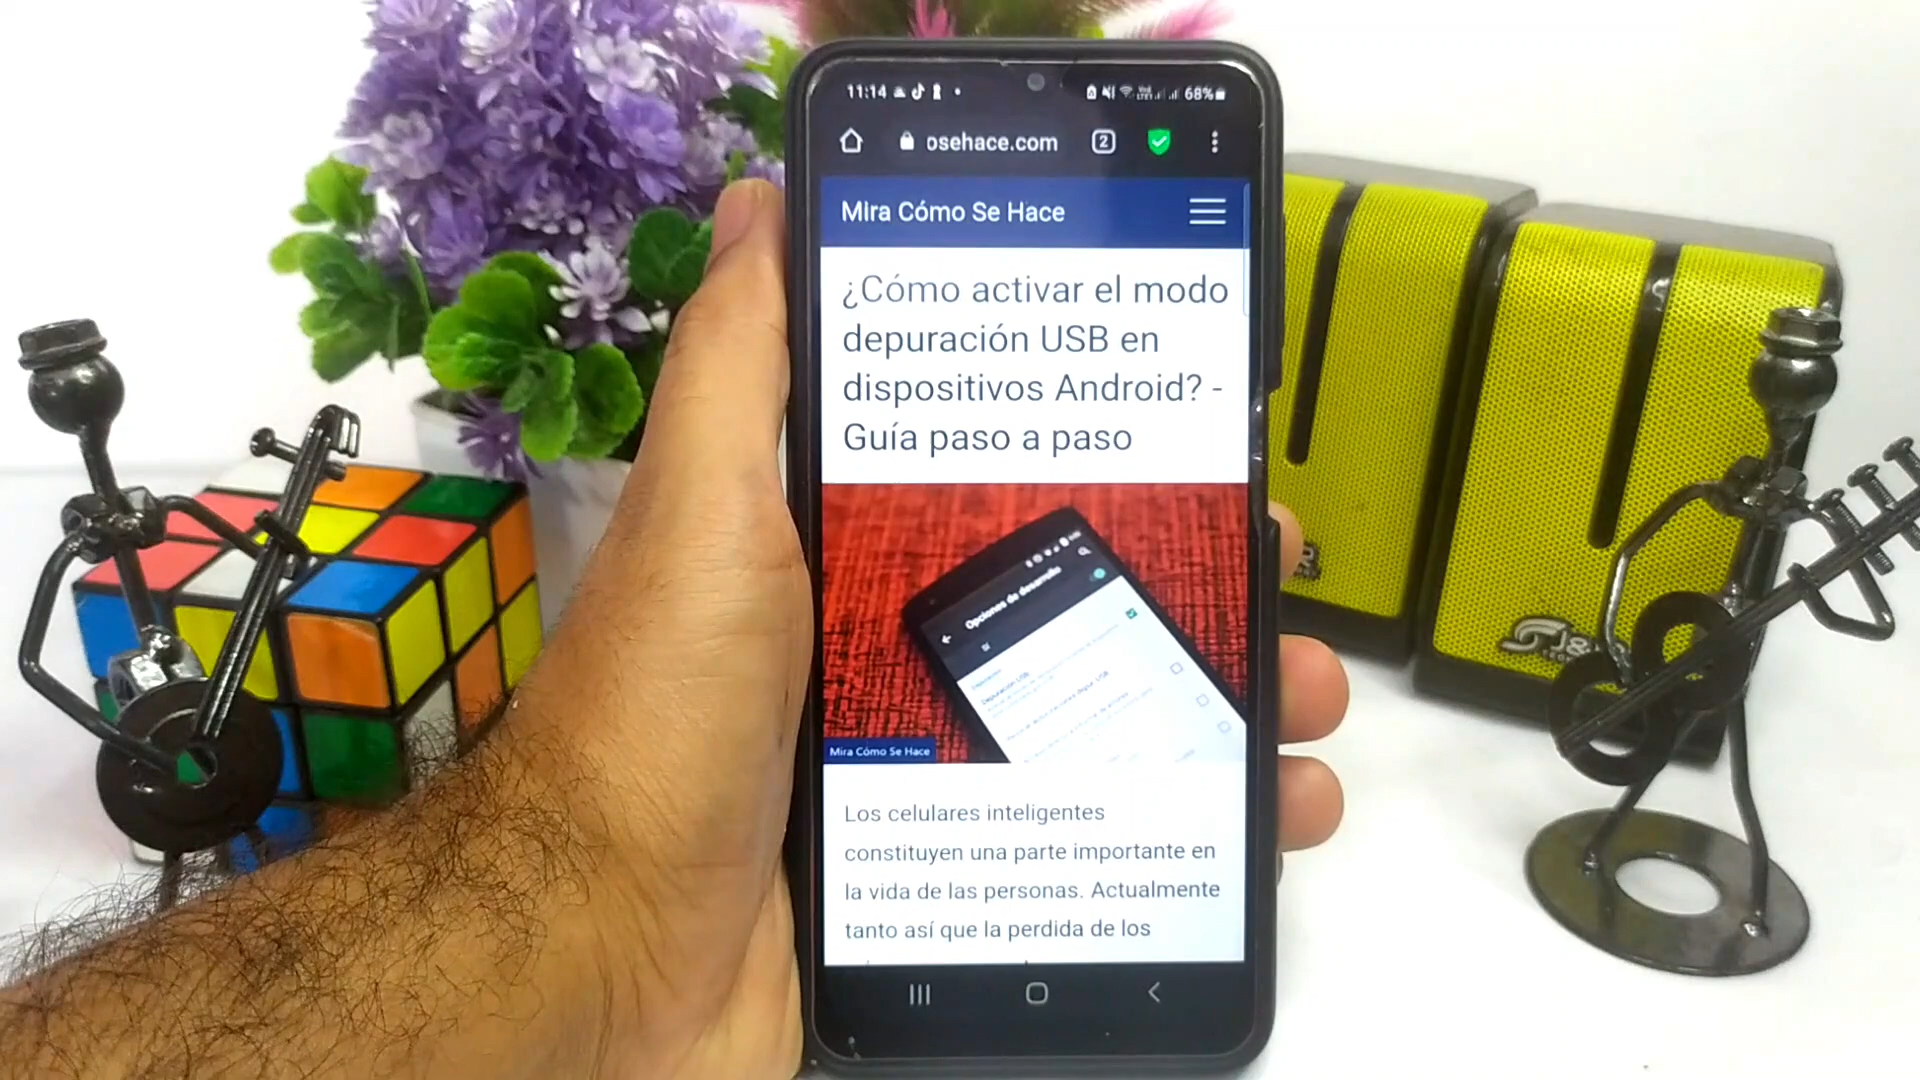 11:14
68%
osehace.com
2
Mira Cómo Se Hace
¿Cómo activar el modo
depuración USB en
dispositivos Android? -
Guía paso a paso
Opciones de desarrollo
Depuración USB
Mira Cómo Se Hace
Los celulares inteligentes
constituyen una parte importante en
la vida de las personas. Actualmente
tanto así que la perdida de los